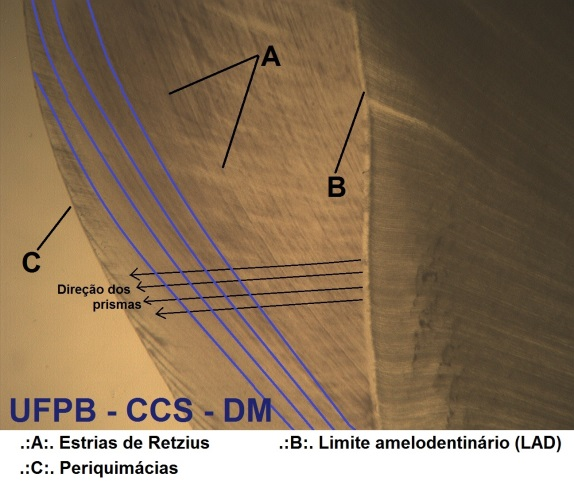 A
B
C
Direção dos
prismas
UFPB - CCS - DM
.:A:. Estrias de Retzius
.:B:. Limite amelodentinário (LAD)
.:C:. Periquimácias